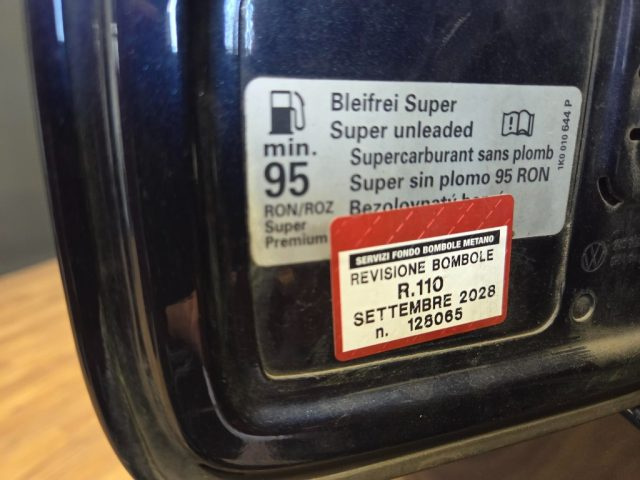 Bleifrei Super
Super unleaded
Supercarburant sans plomb
Super sin plomo 95 RON
Bezolovnatý
min.
95
RON/ROZ
Super
Premium
1K0 010 644 P
SERVIZI FONDO BOMBOLE METANO
REVISIONE BOMBOLE
R.110
SETTEMBRE 2028
n. 128065